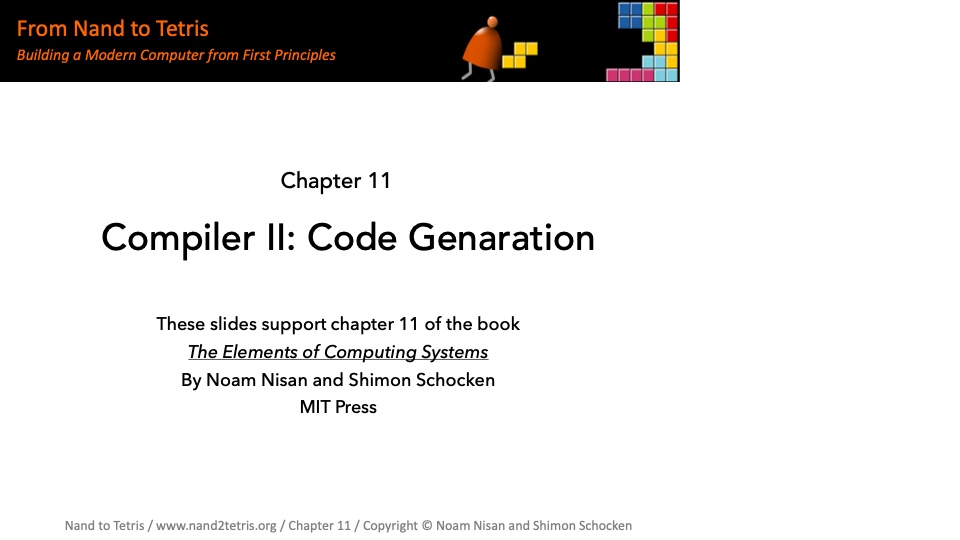 From Nand to Tetris
Building a Modern Computer from First Principles
Chapter 11
Compiler II: Code Genaration
These slides support chapter 11 of the book
The Elements of Computing Systems
By Noam Nisan and Shimon Schocken
MIT Press
Nand to Tetris / www.nand2tetris.org / Chapter 11 / Copyright © Noam Nisan and Shimon Schocken